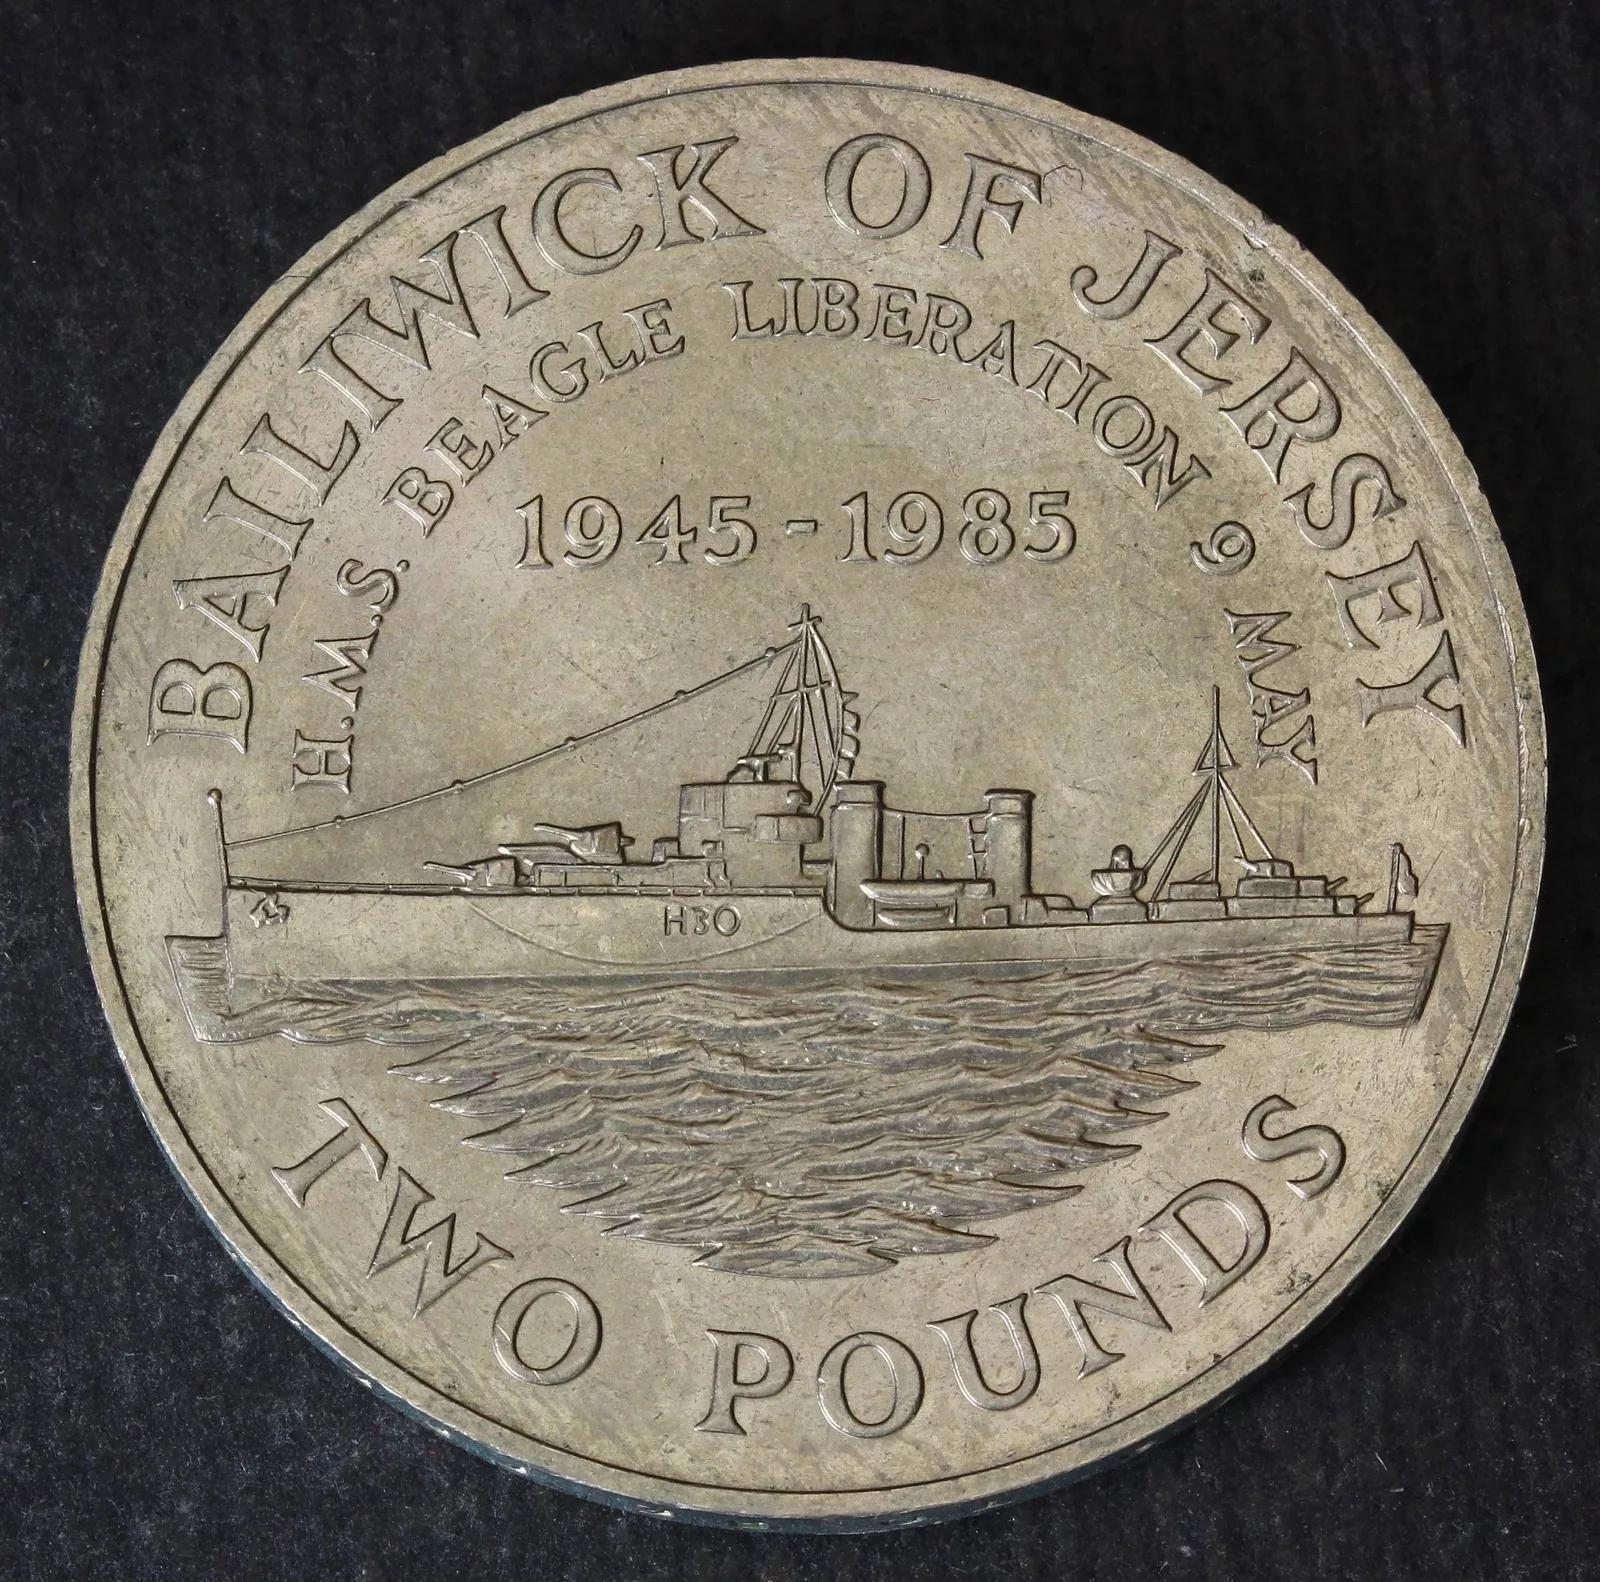 BAILIWICK OF JERSEY
H.M.S. BEAGLE LIBERATION 9 MAY
1945-1985
H30
TWO POUNDS